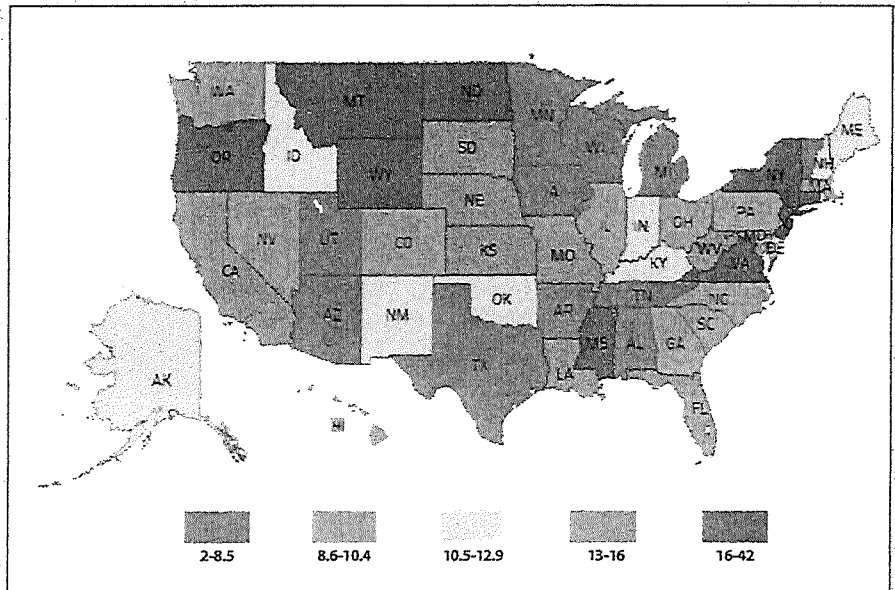 WA
MT
ND
MN
ME
OR
ID
SD
NY
NH
WY
IA
NE
PA
NV
UT
CO
IL
IN
OH
WV
VA
DE
CA
KS
MO
KY
AZ
NM
OK
AR
TN
NC
SC
MS
AL
GA
TX
LA
FL
AK
HI
2-8.5 8.6-10.4 10.5-12.9 13-16 16-42